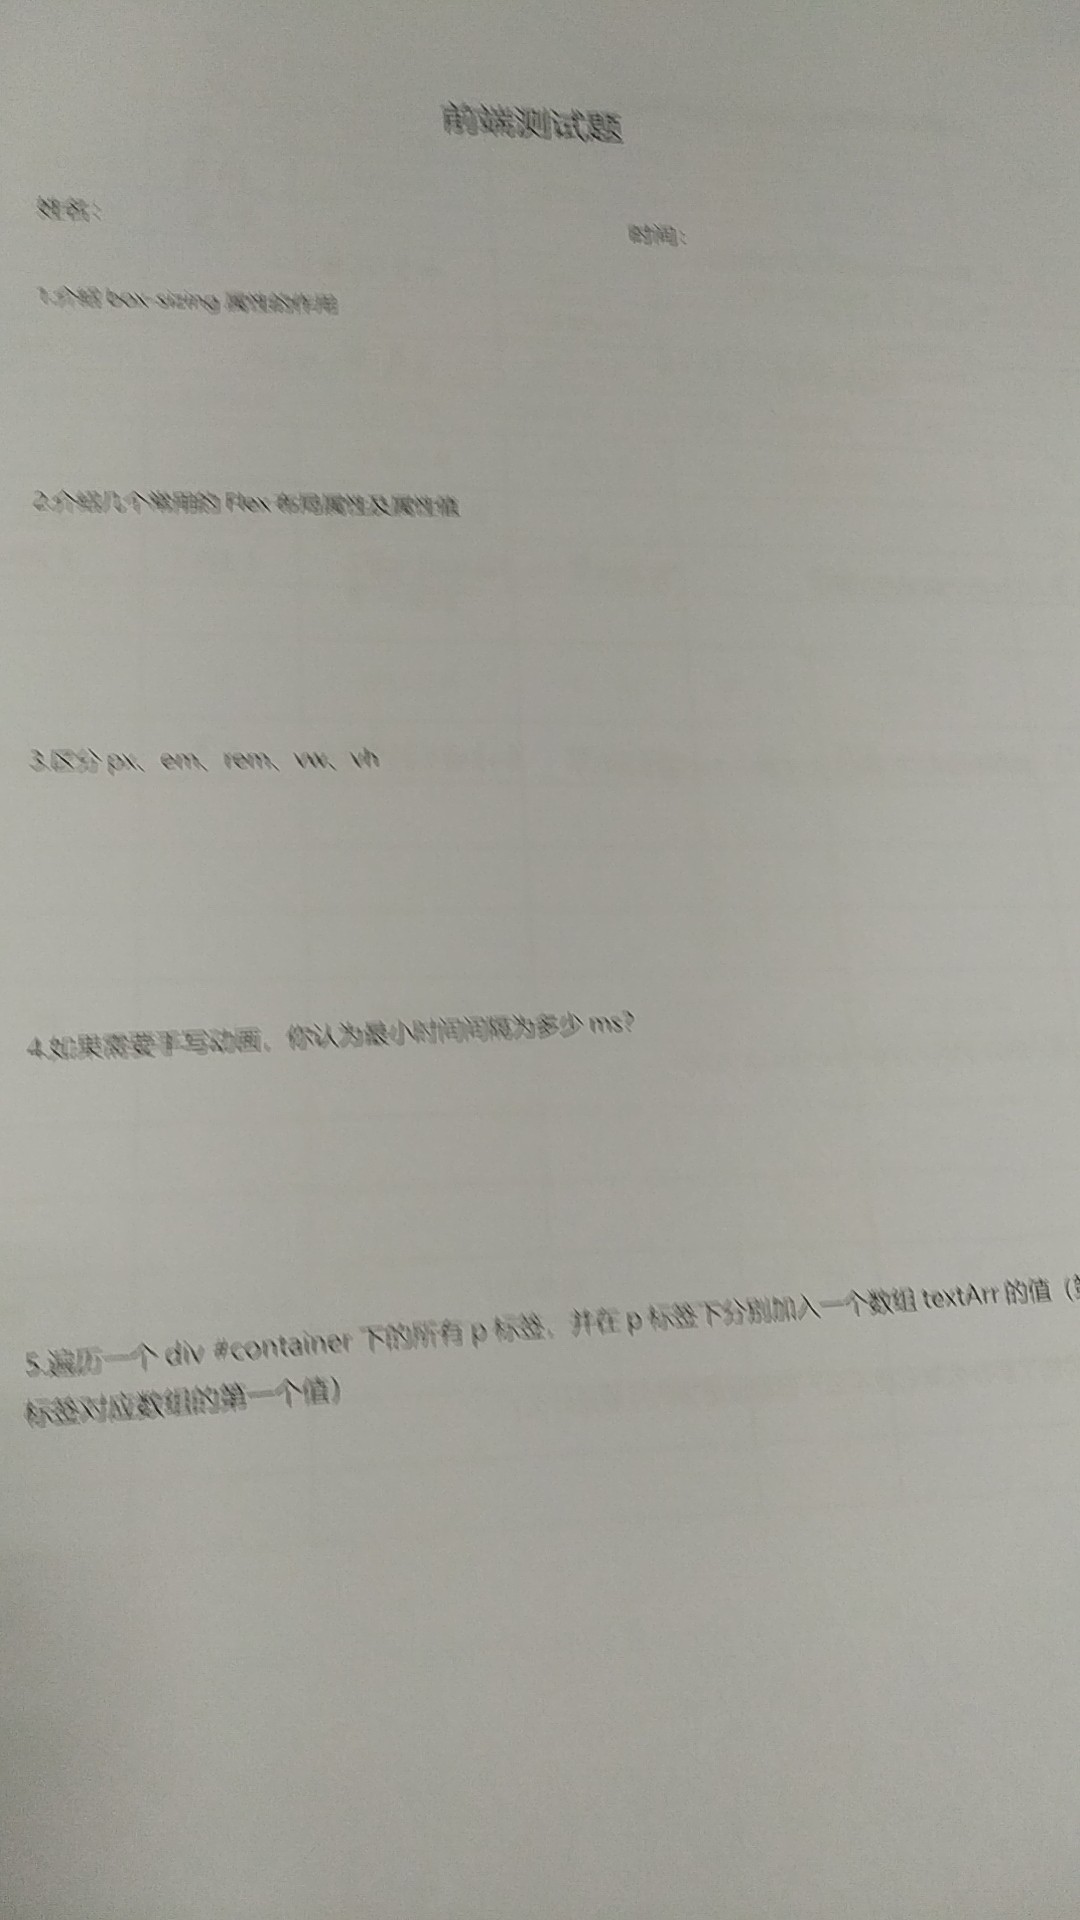 前端测试题
姓名：
时间：
1.介绍 box-sizing 属性的作用
2.介绍几个常用的 Flex 布局属性及属性值
3.区分 px、em、rem、vw、vh
4.如果需要手写动画，你认为最小时间间隔为多少 ms？
5.遍历一个 div #container 下的所有 p 标签，并在 p 标签下分别加入一个数组 textArr 的值（
标签对应数组的第一个值）